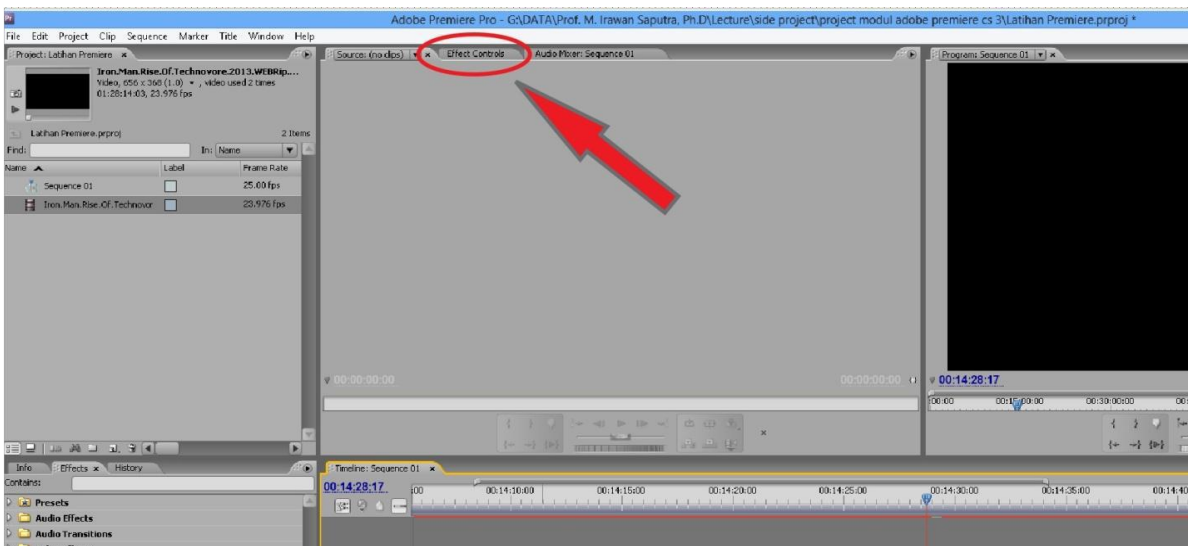 Adobe Premiere Pro - G:\DATA\Prof. M. Irawan Saputra, Ph.D\Lecture\side project\project modul adobe premiere cs 3\Latihan Premiere.prproj *
File Edit Project Clip Sequence Marker Title Window Help
Project: Latihan Premiere
Iron.Man.Rise.Of.Technovore.2013.WEBRip....
Video, 656 x 368 (1.0) , video used 2 times
01:28:14:03, 23.976 fps
Latihan Premiere.prproj 2 Items
Find: In: Name
Name Label Frame Rate
Sequence 01 25.00 fps
Iron.Man.Rise.Of.Technovor 23.976 fps
Source: (no clips) Effect Controls Audio Mixer: Sequence 01
00:00:00:00 00:00:00:00
Program: Sequence 01
00:14:28:17
00:00 00:15:00:00 00:30:00:00 00:
Info Effects History
Contains:
Presets
Audio Effects
Audio Transitions
Timeline: Sequence 01
00:14:28:17
:00 00:14:10:00 00:14:15:00 00:14:20:00 00:14:25:00 00:14:30:00 00:14:35:00 00:14:40